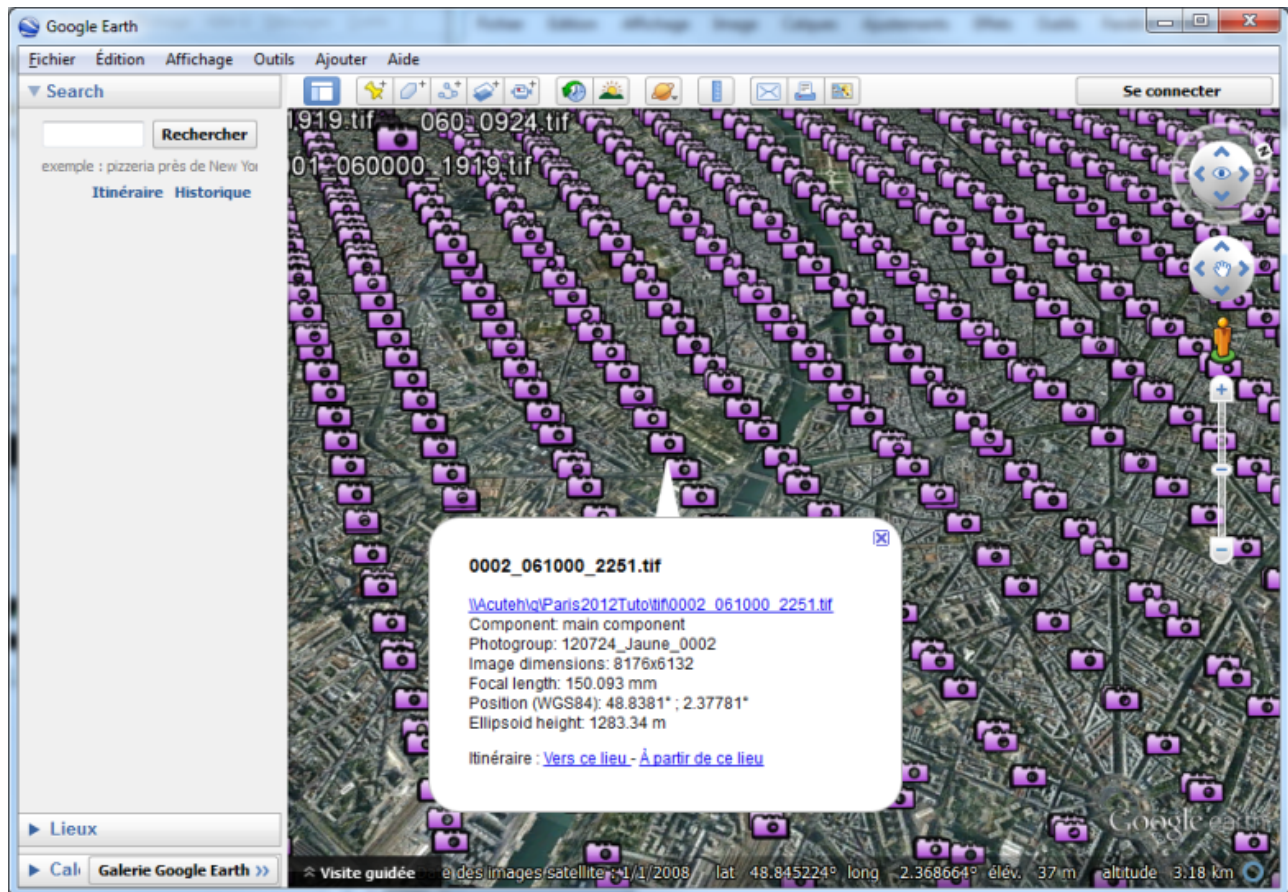 Google Earth
Fichier Édition Affichage Outils Ajouter Aide
Search
Se connecter
Rechercher
exemple : pizzeria près de New Yo
Itinéraire Historique
1919.tif 060_0924.tif
01_060000_1919.tif
N
0002_061000_2251.tif
\\Acuteh\q\Paris2012Tuto\tif\0002_061000_2251.tif
Component: main component
Photogroup: 120724_Jaune_0002
Image dimensions: 8176x6132
Focal length: 150.093 mm
Position (WGS84): 48.8381° ; 2.37781°
Ellipsoid height: 1283.34 m
Itinéraire : Vers ce lieu - À partir de ce lieu
Google earth
Lieux
Cal Galerie Google Earth >>
Visite guidée e des images satellite : 1/1/2008 lat 48.845224° long 2.368664° élév. 37 m altitude 3.18 km